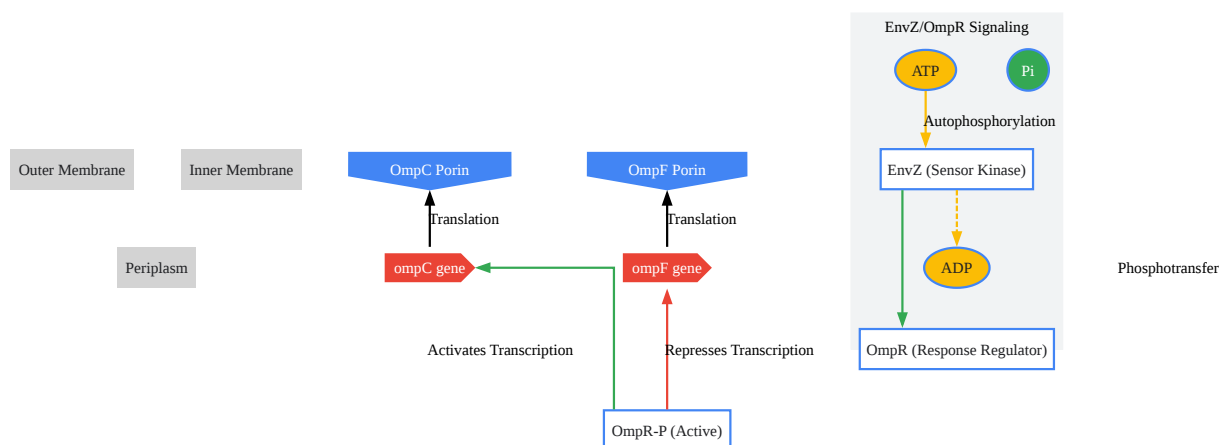 EnvZ/OmpR Signaling
ATP
Pi
Autophosphorylation
Outer Membrane
Inner Membrane
OmpC Porin
OmpF Porin
EnvZ (Sensor Kinase)
Translation
Translation
Periplasm
ompC gene
ompF gene
ADP
Phosphotransfer
Activates Transcription
Represses Transcription
OmpR (Response Regulator)
OmpR-P (Active)